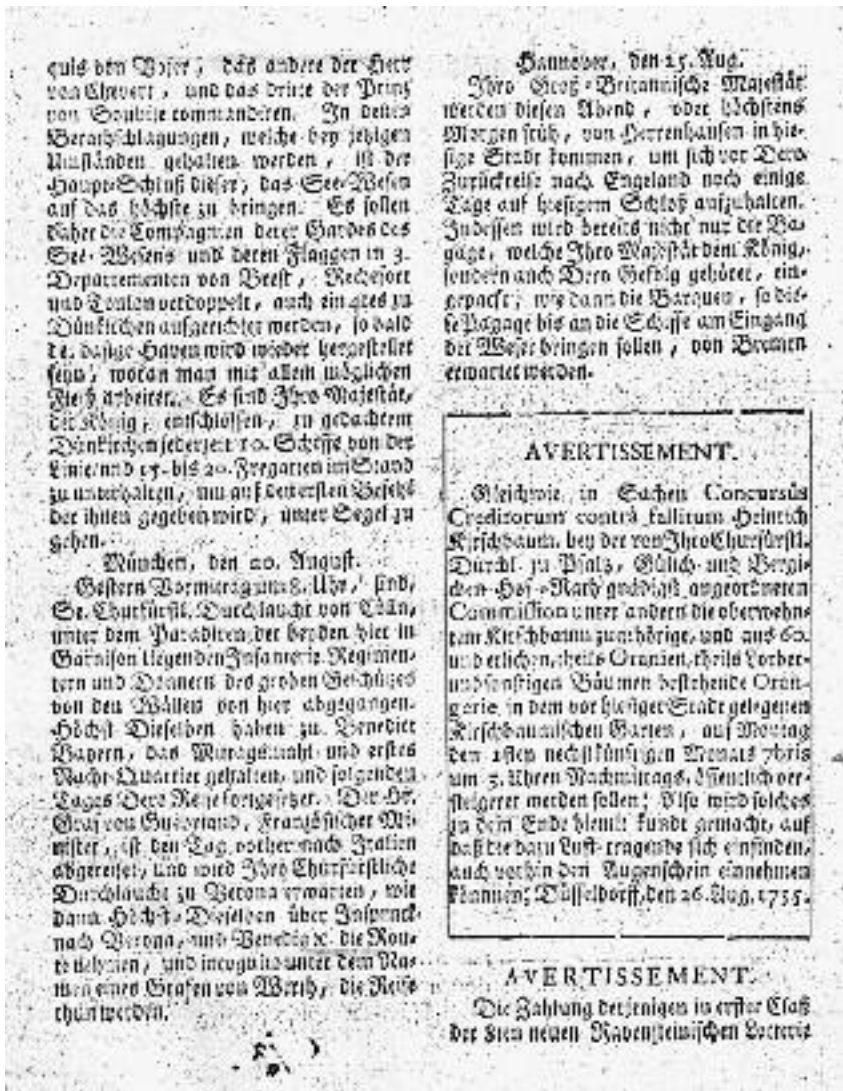 quis von Voyer, das andere der Herr
von Chevert, und das dritte der Prinz
von Soubise commandiren. In denen
Berathschlagungen, welche bey jetzigen
Umständen gehalten werden, ist der
Haupt-Schluß dieser, das See-Wesen
auf das höchste zu bringen. Es sollen
daher die Compagnien derer Gardes des
See-Wesens und deren Flaggen in 3.
Departementen von Brest, Rochefort
und Toulon verdoppelt, auch ein 4tes zu
Dünkirchen aufgerichtet werden, so bald
der dasige Haven wird wieder hergestellet
seyn, woran man mit allem möglichen
Fleiß arbeitet. Es sind Ihro Majestät,
der König, entschlossen, in gedachtem
Dünkirchen jederzeit 10. Schiffe von der
Linie und 15. bis 20. Fregatten im Stand
zu unterhalten, um auf den ersten Befehl,
der ihnen gegeben wird, unter Segel zu
gehen.
München, den 20. August.
Gestern Vormittag um 8. Uhr, sind,
Se. Churfürstl. Durchlaucht von Cölln,
unter dem Paradiren der beyden hier in
Garnison liegenden Infanterie Regimen-
tern und Donnern des groben Geschützes
von den Wällen von hier abgegangen.
Höchst Dieselben haben zu Benedict
Bayern, das Mittagsmahl und erstes
Nacht-Quartier gehalten, und folgenden
Tages Dero Reise fortgesetzet. Der Hr.
Graf von Französischer Mi-
nister, ist den Tag vorher nach Italien
abgereiset, und wird Ihro Churfürstliche
Durchlaucht zu Verona erwarten, wie
dann Höchst-Dieselben über Inspruck
nach Verona, und Venedig ꝛc. die Rou-
te nehmen, und incognito unter dem Na-
men eines Grafen von Werth, die Reise
thun werden.
Hannover, den 25. Aug.
Ihro Groß-Britannische Majestät
werden diesen Abend, oder höchstens
Morgen früh, von Herrenhausen in hie-
sige Stadt kommen, um sich vor Dero
Zurückreise nach Engeland noch einige
Tage auf hiesigem Schloß aufzuhalten.
Indessen wird bereits nicht nur die Ba-
gage, welche Ihro Majestät dem König,
sondern auch Dero Gefolg gehöret, ein-
gepackt, wie dann die Barquen, so die-
se Pagage bis an die Schiffe am Eingang
der Weser bringen sollen, von Bremen
erwartet werden.
AVERTISSEMENT.
Gleichwie in Sachen Concursûs
Creditorum contrà fallitum Heinrich
Kirschbaum, bey der von Ihro Churfürstl.
Durchl. zu Pfaltz, Gülich- und Bergi-
chen Hof-Rath gnädigst angeordneten
Commission unter andern die oberwehn-
tem Kirschbaum zugehörige, und aus 60.
und etlichen, theils Oranien, theils Lorber-
und sonstigen Bäumen bestehende Oran-
gerie, in dem vor hiesiger Stadt gelegenen
Kirschbaumischen Garten, auf Montag
den 1sten nechstkünftigen Monats 7bris
um 3. Uhren Nachmittags, öffentlich ver-
steigeret werden sollen; Also wird solches
zu dem Ende hiemit kundt gemacht, auf
daß die dazu Lust-tragende sich einfinden,
auch vorhin den Augenschein einnehmen
können; Düsseldorff, den 26. Aug. 1755.
AVERTISSEMENT.
Die Zahlung derjenigen in erster Claß
der 8ten neuen Ravensteinischen Lotterie